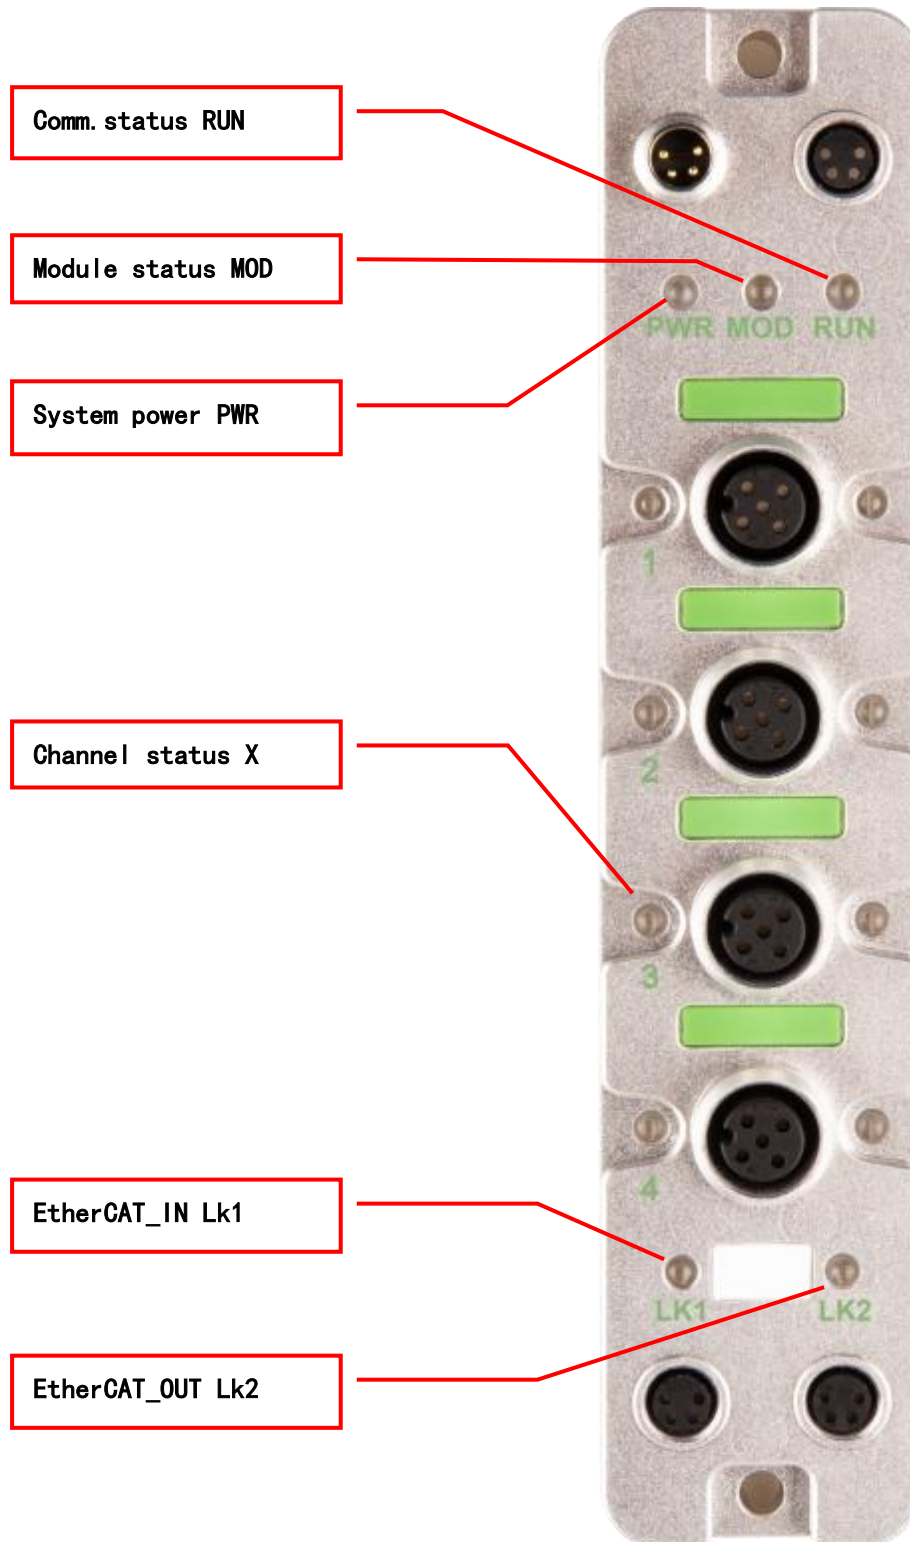 Comm. status RUN
Module status MOD
PWR MOD RUN
System power PWR
1
2
Channel status X
3
4
EtherCAT_IN Lk1
LK1 LK2
EtherCAT_OUT Lk2